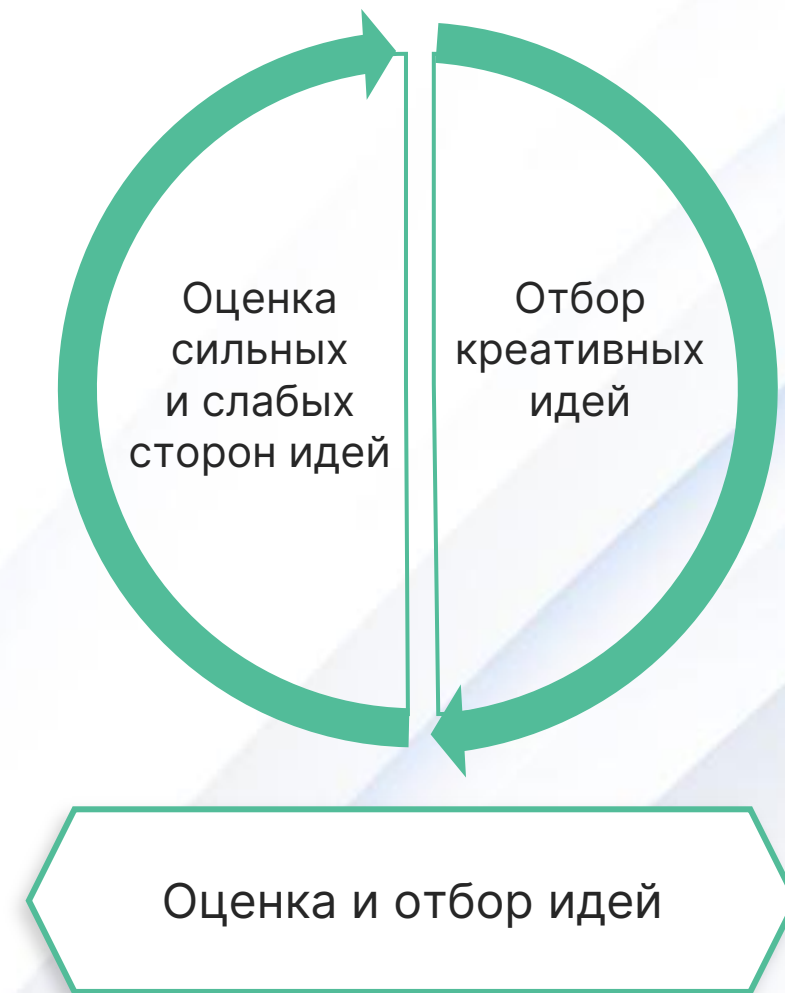 Оценка
сильных
и слабых
сторон идей
Отбор
креативных
идей
Оценка и отбор идей